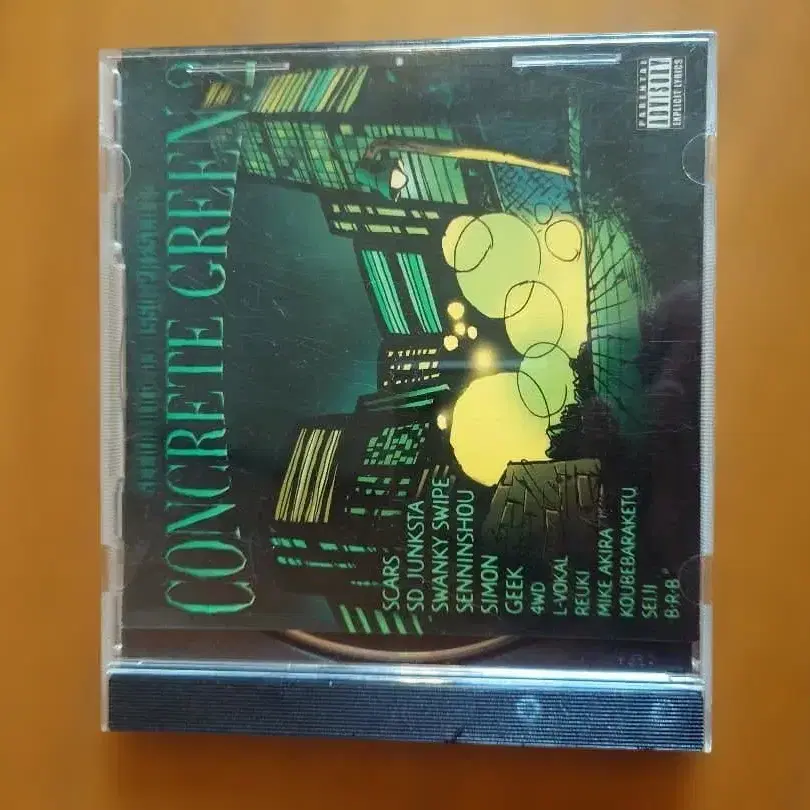 CONCRETE GREEN.2
SCARS
SD JUNKSTA
SWANKY SWIPE
SENNINSHOU
SIMON
GEEK
4WD
L-VOKAL
REUKI
MIKE AKIRA
KOUBEBARAKETU
SEIJI
B-R-B
PARENTAL
ADVISORY
EXPLICIT LYRICS